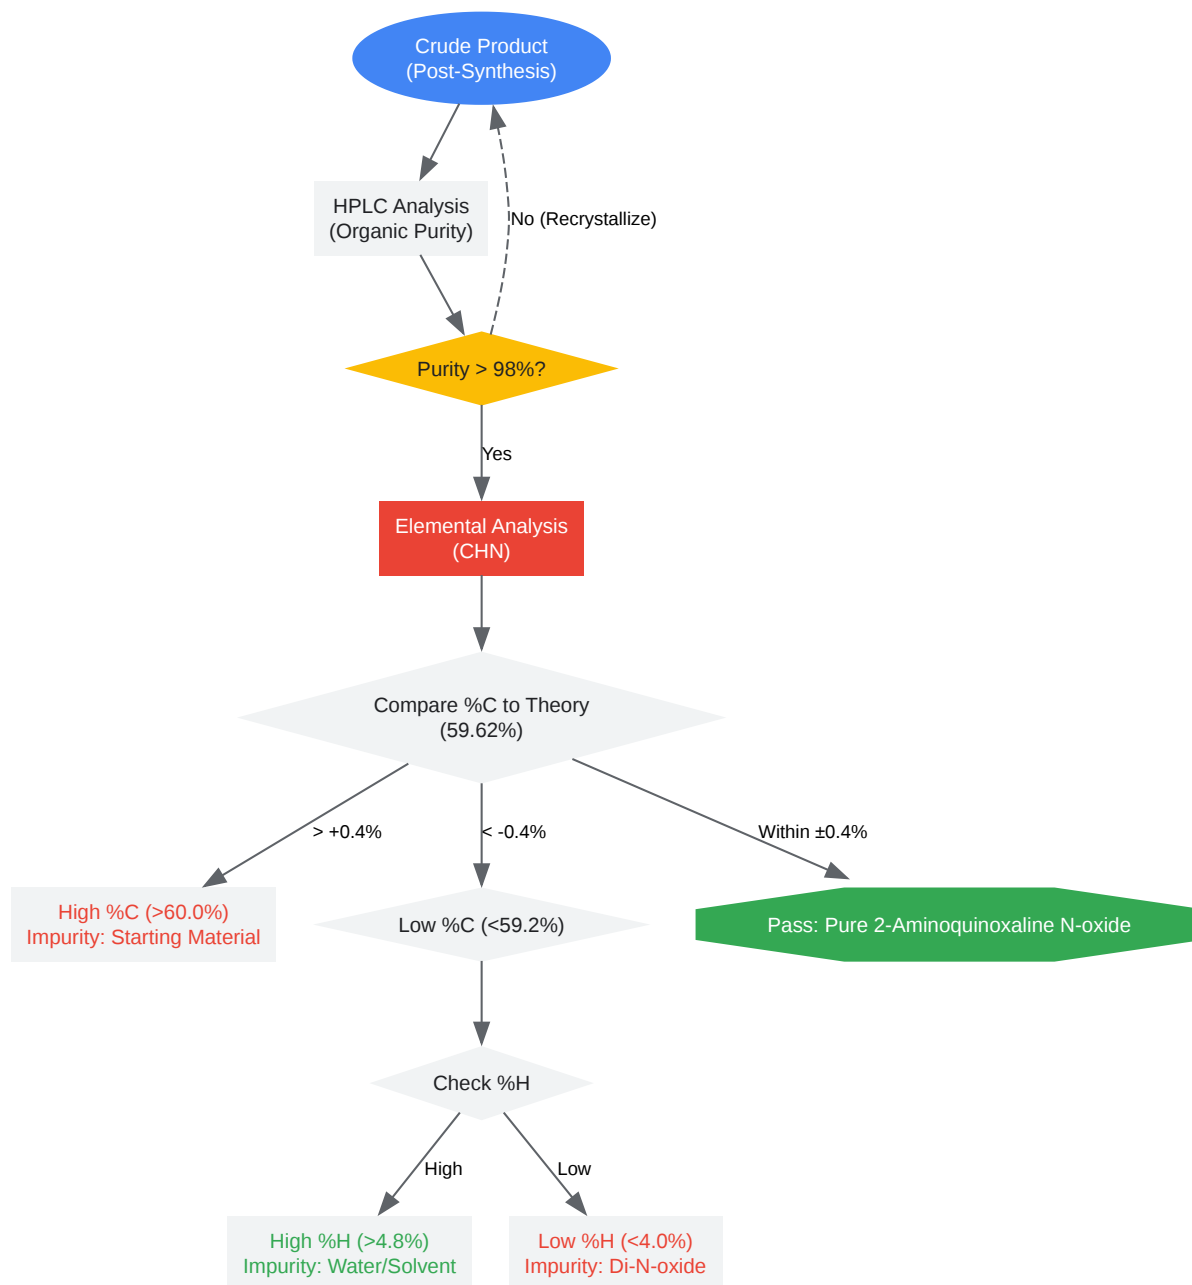 Crude Product
(Post-Synthesis)
HPLC Analysis
(Organic Purity)
No (Recrystallize)
Purity > 98%?
Yes
Elemental Analysis
(CHN)
Compare %C to Theory
(59.62%)
> +0.4%
< -0.4%
Within ±0.4%
High %C (>60.0%)
Impurity: Starting Material
Low %C (<59.2%)
Pass: Pure 2-Aminoquinoxaline N-oxide
Check %H
High
Low
High %H (>4.8%)
Impurity: Water/Solvent
Low %H (<4.0%)
Impurity: Di-N-oxide